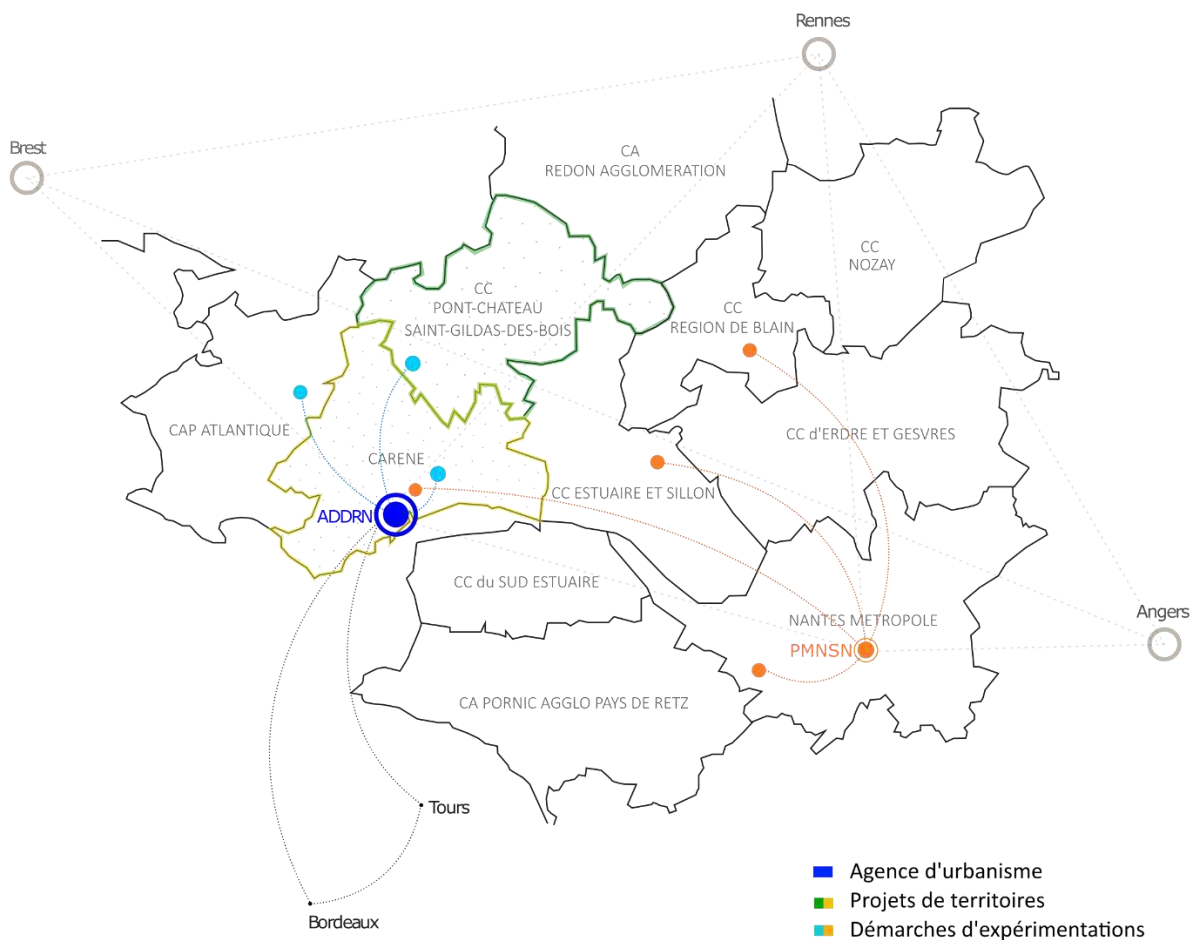 Rennes
Brest
CA
REDON AGGLOMERATION
CC
NOZAY
CC
PONT-CHATEAU
SAINT-GILDAS-DES-BOIS
CC
REGION DE BLAIN
CAP ATLANTIQUE
CC d'ERDRE ET GESVRES
CARENE
CC ESTUAIRE ET SILLON
ADDRN
CC du SUD ESTUAIRE
NANTES METROPOLE
Angers
PMNSN
CA PORNIC AGGLO PAYS DE RETZ
Tours
Bordeaux
Agence d'urbanisme
Projets de territoires
Démarches d'expérimentations